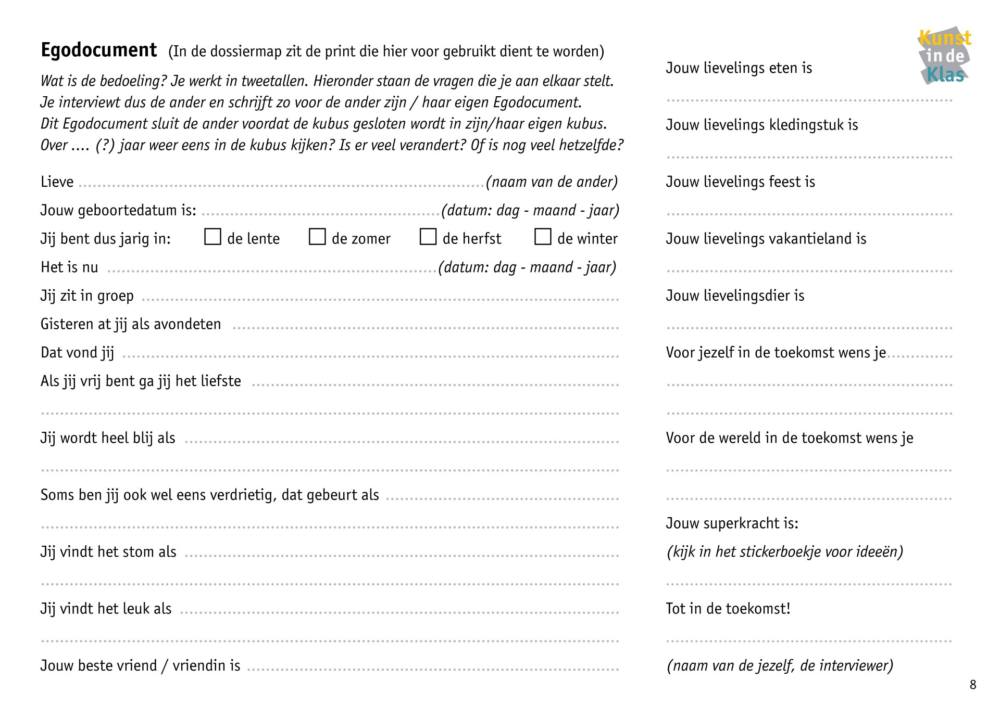 Egodocument (In de dossiermap zit de print die hier voor gebruikt dient te worden)
Wat is de bedoeling? Je werkt in tweetallen. Hieronder staan de vragen die je aan elkaar stelt.
Je interviewt dus de ander en schrijft zo voor de ander zijn / haar eigen Egodocument.
Dit Egodocument sluit de ander voordat de kubus gesloten wordt in zijn/haar eigen kubus.
Over .... (?) jaar weer eens in de kubus kijken? Is er veel verandert? Of is nog veel hetzelfde?
Lieve (naam van de ander)
Jouw geboortedatum is: (datum: dag - maand - jaar)
Jij bent dus jarig in: de lente de zomer de herfst de winter
Het is nu (datum: dag - maand - jaar)
Jij zit in groep
Gisteren at jij als avondeten
Dat vond jij
Als jij vrij bent ga jij het liefste
Jij wordt heel blij als
Soms ben jij ook wel eens verdrietig, dat gebeurt als
Jij vindt het stom als
Jij vindt het leuk als
Jouw beste vriend / vriendin is
Kunst
in de
Klas
Jouw lievelings eten is
Jouw lievelings kledingstuk is
Jouw lievelings feest is
Jouw lievelings vakantieland is
Jouw lievelingsdier is
Voor jezelf in de toekomst wens je
Voor de wereld in de toekomst wens je
Jouw superkracht is:
(kijk in het stickerboekje voor ideeën)
Tot in de toekomst!
(naam van de jezelf, de interviewer)
8